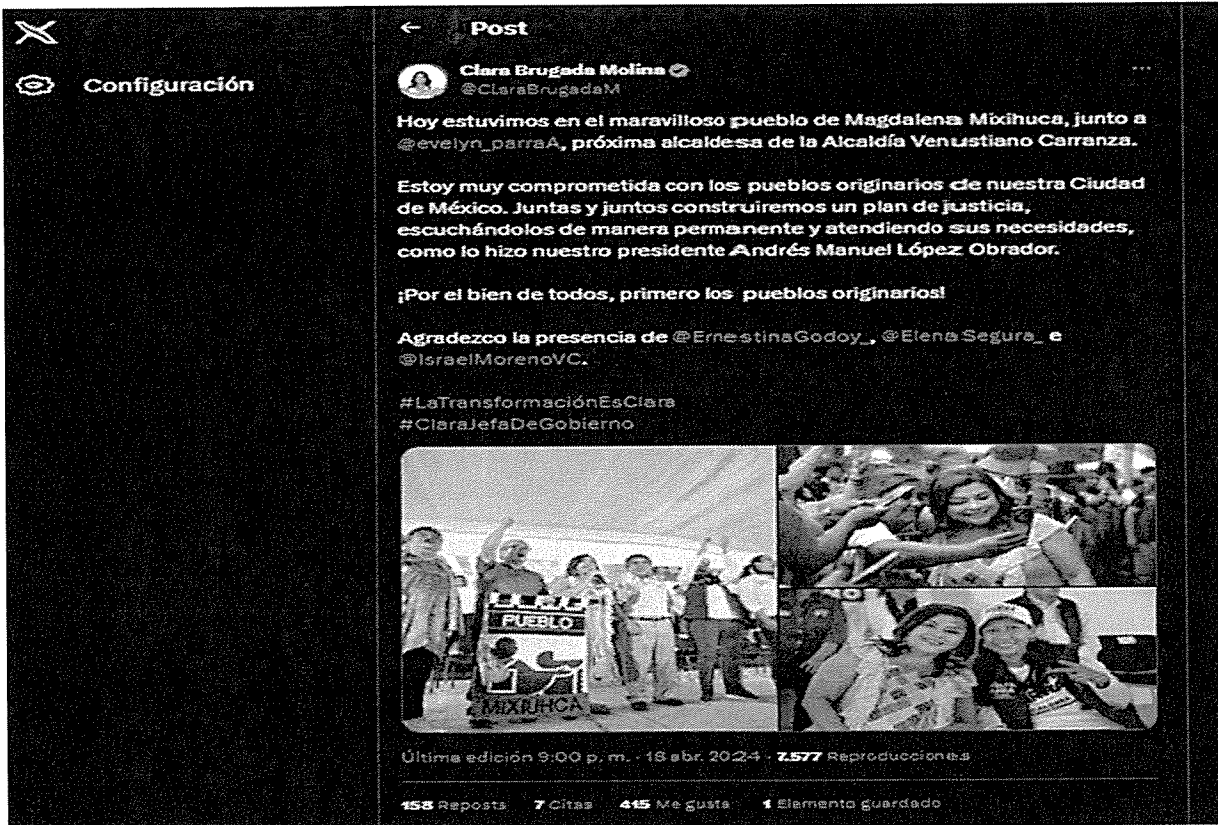 Post
Configuración
Clara Brugada Molina
@ClaraBrugadaM
Hoy estuvimos en el maravilloso pueblo de Magdalena Mixihuca, junto a
@evelyn_parraA, próxima alcaldesa de la Alcaldía Venustiano Carranza.
Estoy muy comprometida con los pueblos originarios de nuestra Ciudad
de México. Juntas y juntos construiremos un plan de justicia,
escuchándolos de manera permanente y atendiendo sus necesidades,
como lo hizo nuestro presidente Andrés Manuel López Obrador.
¡Por el bien de todos, primero los pueblos originarios!
Agradezco la presencia de @ErnestinaGodoy_, @ElenaSegura_ e
@IsraelMorenoVC.
#LaTransformaciónEsClara
#ClaraJefaDeGobierno
PUEBLO
MIXIUHCA
Última edición 9:00 p. m. · 18 abr. 2024 · 7.577 Reproducciones
158 Reposts 7 Citas 415 Me gusta 1 Elemento guardado